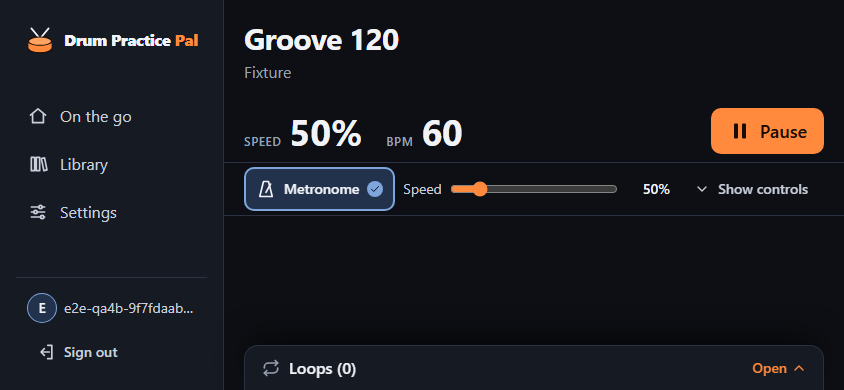 Drum Practice Pal
On the go
Library
Settings
E
e2e-qa4b-9f7fdaab...
Sign out
Groove 120
Fixture
SPEED 50% BPM 60
Pause
Metronome Speed 50% Show controls
Loops (0) Open